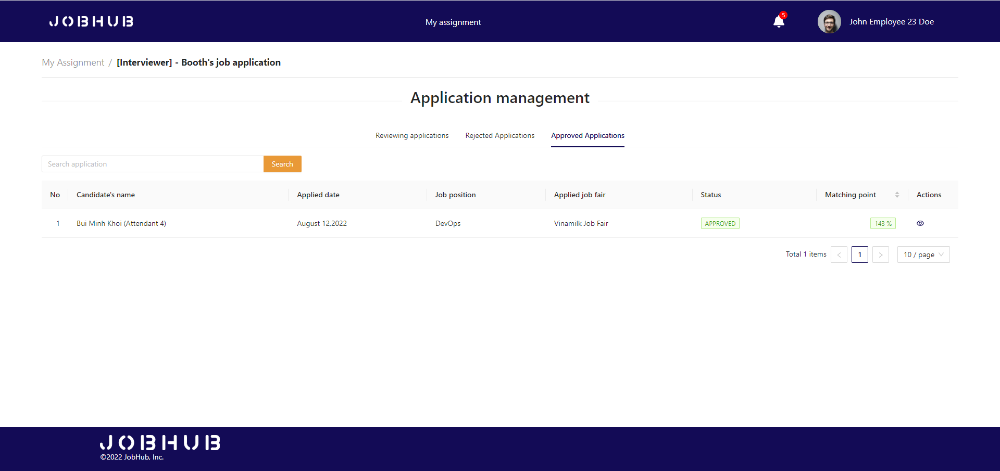 JOBHUB
My assignment
5
John Employee 23 Doe
My Assignment / [Interviewer] - Booth's job application
Application management
Reviewing applications Rejected Applications Approved Applications
Search application Search
No Candidate's name Applied date Job position Applied job fair Status Matching point Actions
1 Bui Minh Khoi (Attendant 4) August 12,2022 DevOps Vinamilk Job Fair APPROVED 143 %
Total 1 items < 1 > 10 / page
JOBHUB
©2022 JobHub, Inc.